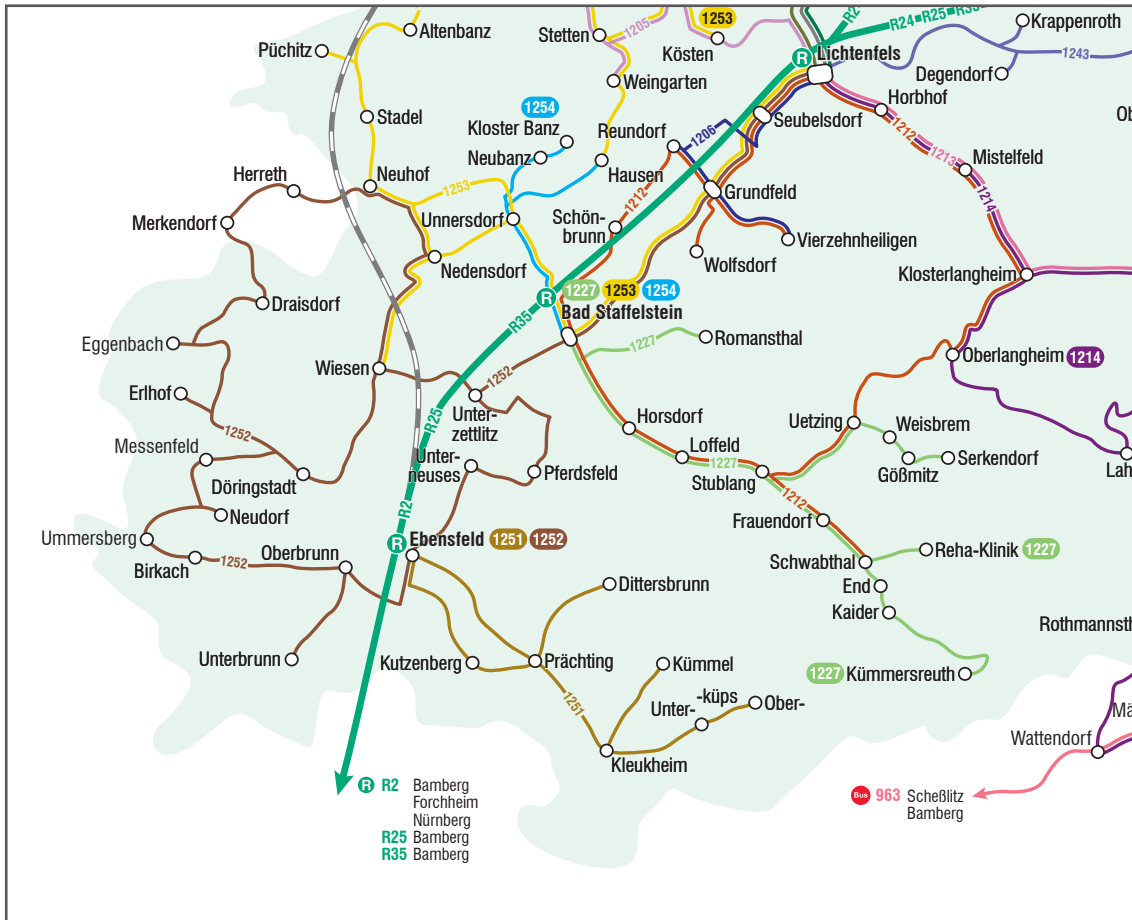 1253
R2
R24 - R25 - R35
Krappenroth
Altenbanz
Stetten
1205
Kösten
Püchitz
R
Lichtenfels
1243
Degendorf
Weingarten
Horbhof
1254
Stadel
Kloster Banz
Reundorf
1206
Seubelsdorf
1212
Ob
Neubanz
1213
Mistelfeld
Herreth
Neuhof
Hausen
1253
1212
Grundfeld
1214
Merkendorf
Unnersdorf
Schön-
brunn
Vierzehnheiligen
Nedensdorf
Wolfsdorf
Klosterlangheim
Draisdorf
R
1227
1253
1254
Bad Staffelstein
R35
Eggenbach
1227
Romansthal
Oberlangheim
1214
Wiesen
1252
Erlhof
Unter-
zettlitz
Horsdorf
Uetzing
Weisbrem
R25
1252
Messenfeld
Loffeld
Unter-
neuses
Pferdsfeld
1227
Gößmitz
Serkendorf
Lah
Döringstadt
Stublang
1212
Neudorf
R2
Frauendorf
Ummersberg
R
Ebensfeld
1251
1252
Oberbrunn
Birkach
1252
Schwabthal
Reha-Klinik
1227
Dittersbrunn
End
Kaider
Rothmannsth
Unterbrunn
Kutzenberg
Prächting
Kümmel
1227
Kümmersreuth
1251
Unter-
-küps
Ober-
Mä
Wattendorf
Kleukheim
R R2 Bamberg
Forchheim
Nürnberg
R25 Bamberg
R35 Bamberg
Bus 963 Scheßlitz
Bamberg